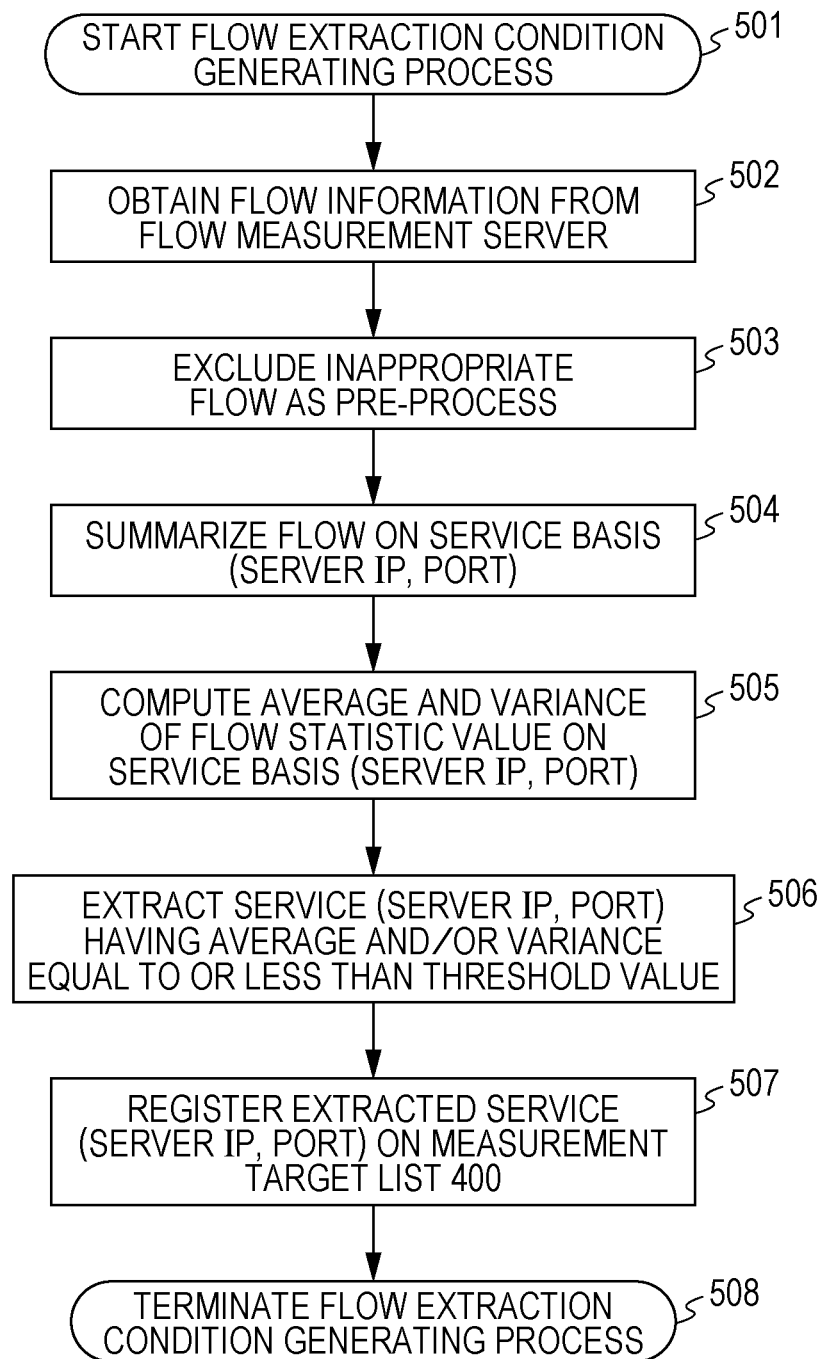 START FLOW EXTRACTION CONDITION
GENERATING PROCESS
501
OBTAIN FLOW INFORMATION FROM
FLOW MEASUREMENT SERVER
502
EXCLUDE INAPPROPRIATE
FLOW AS PRE-PROCESS
503
SUMMARIZE FLOW ON SERVICE BASIS
(SERVER IP, PORT)
504
COMPUTE AVERAGE AND VARIANCE
OF FLOW STATISTIC VALUE ON
SERVICE BASIS (SERVER IP, PORT)
505
EXTRACT SERVICE (SERVER IP, PORT)
HAVING AVERAGE AND/OR VARIANCE
EQUAL TO OR LESS THAN THRESHOLD VALUE
506
REGISTER EXTRACTED SERVICE
(SERVER IP, PORT) ON MEASUREMENT
TARGET LIST 400
507
TERMINATE FLOW EXTRACTION
CONDITION GENERATING PROCESS
508